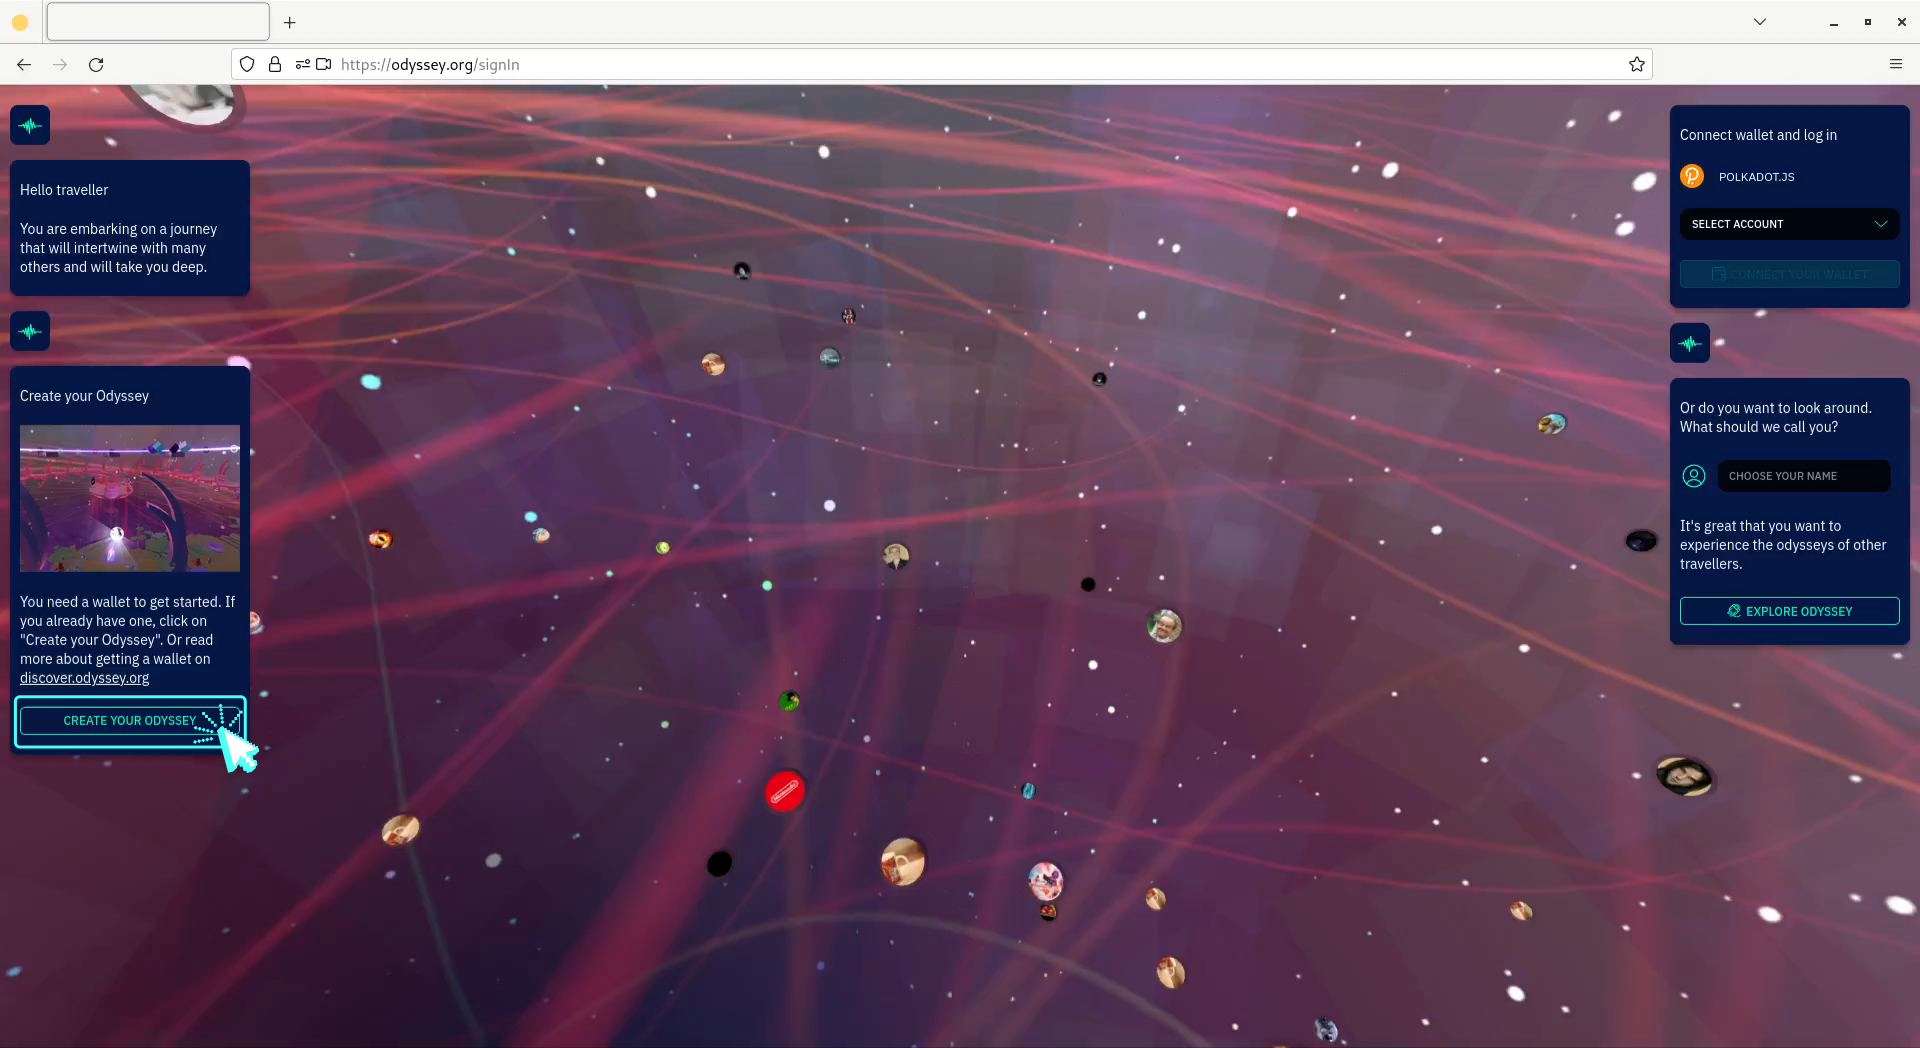 https://odyssey.org/signIn
Hello traveller
You are embarking on a journey
that will intertwine with many
others and will take you deep.
Create your Odyssey
You need a wallet to get started. If
you already have one, click on
"Create your Odyssey". Or read
more about getting a wallet on
discover.odyssey.org
CREATE YOUR ODYSSEY
Connect wallet and log in
POLKADOT.JS
SELECT ACCOUNT
CONNECT YOUR WALLET
Or do you want to look around.
What should we call you?
CHOOSE YOUR NAME
It's great that you want to
experience the odysseys of other
travellers.
EXPLORE ODYSSEY
Nintendo